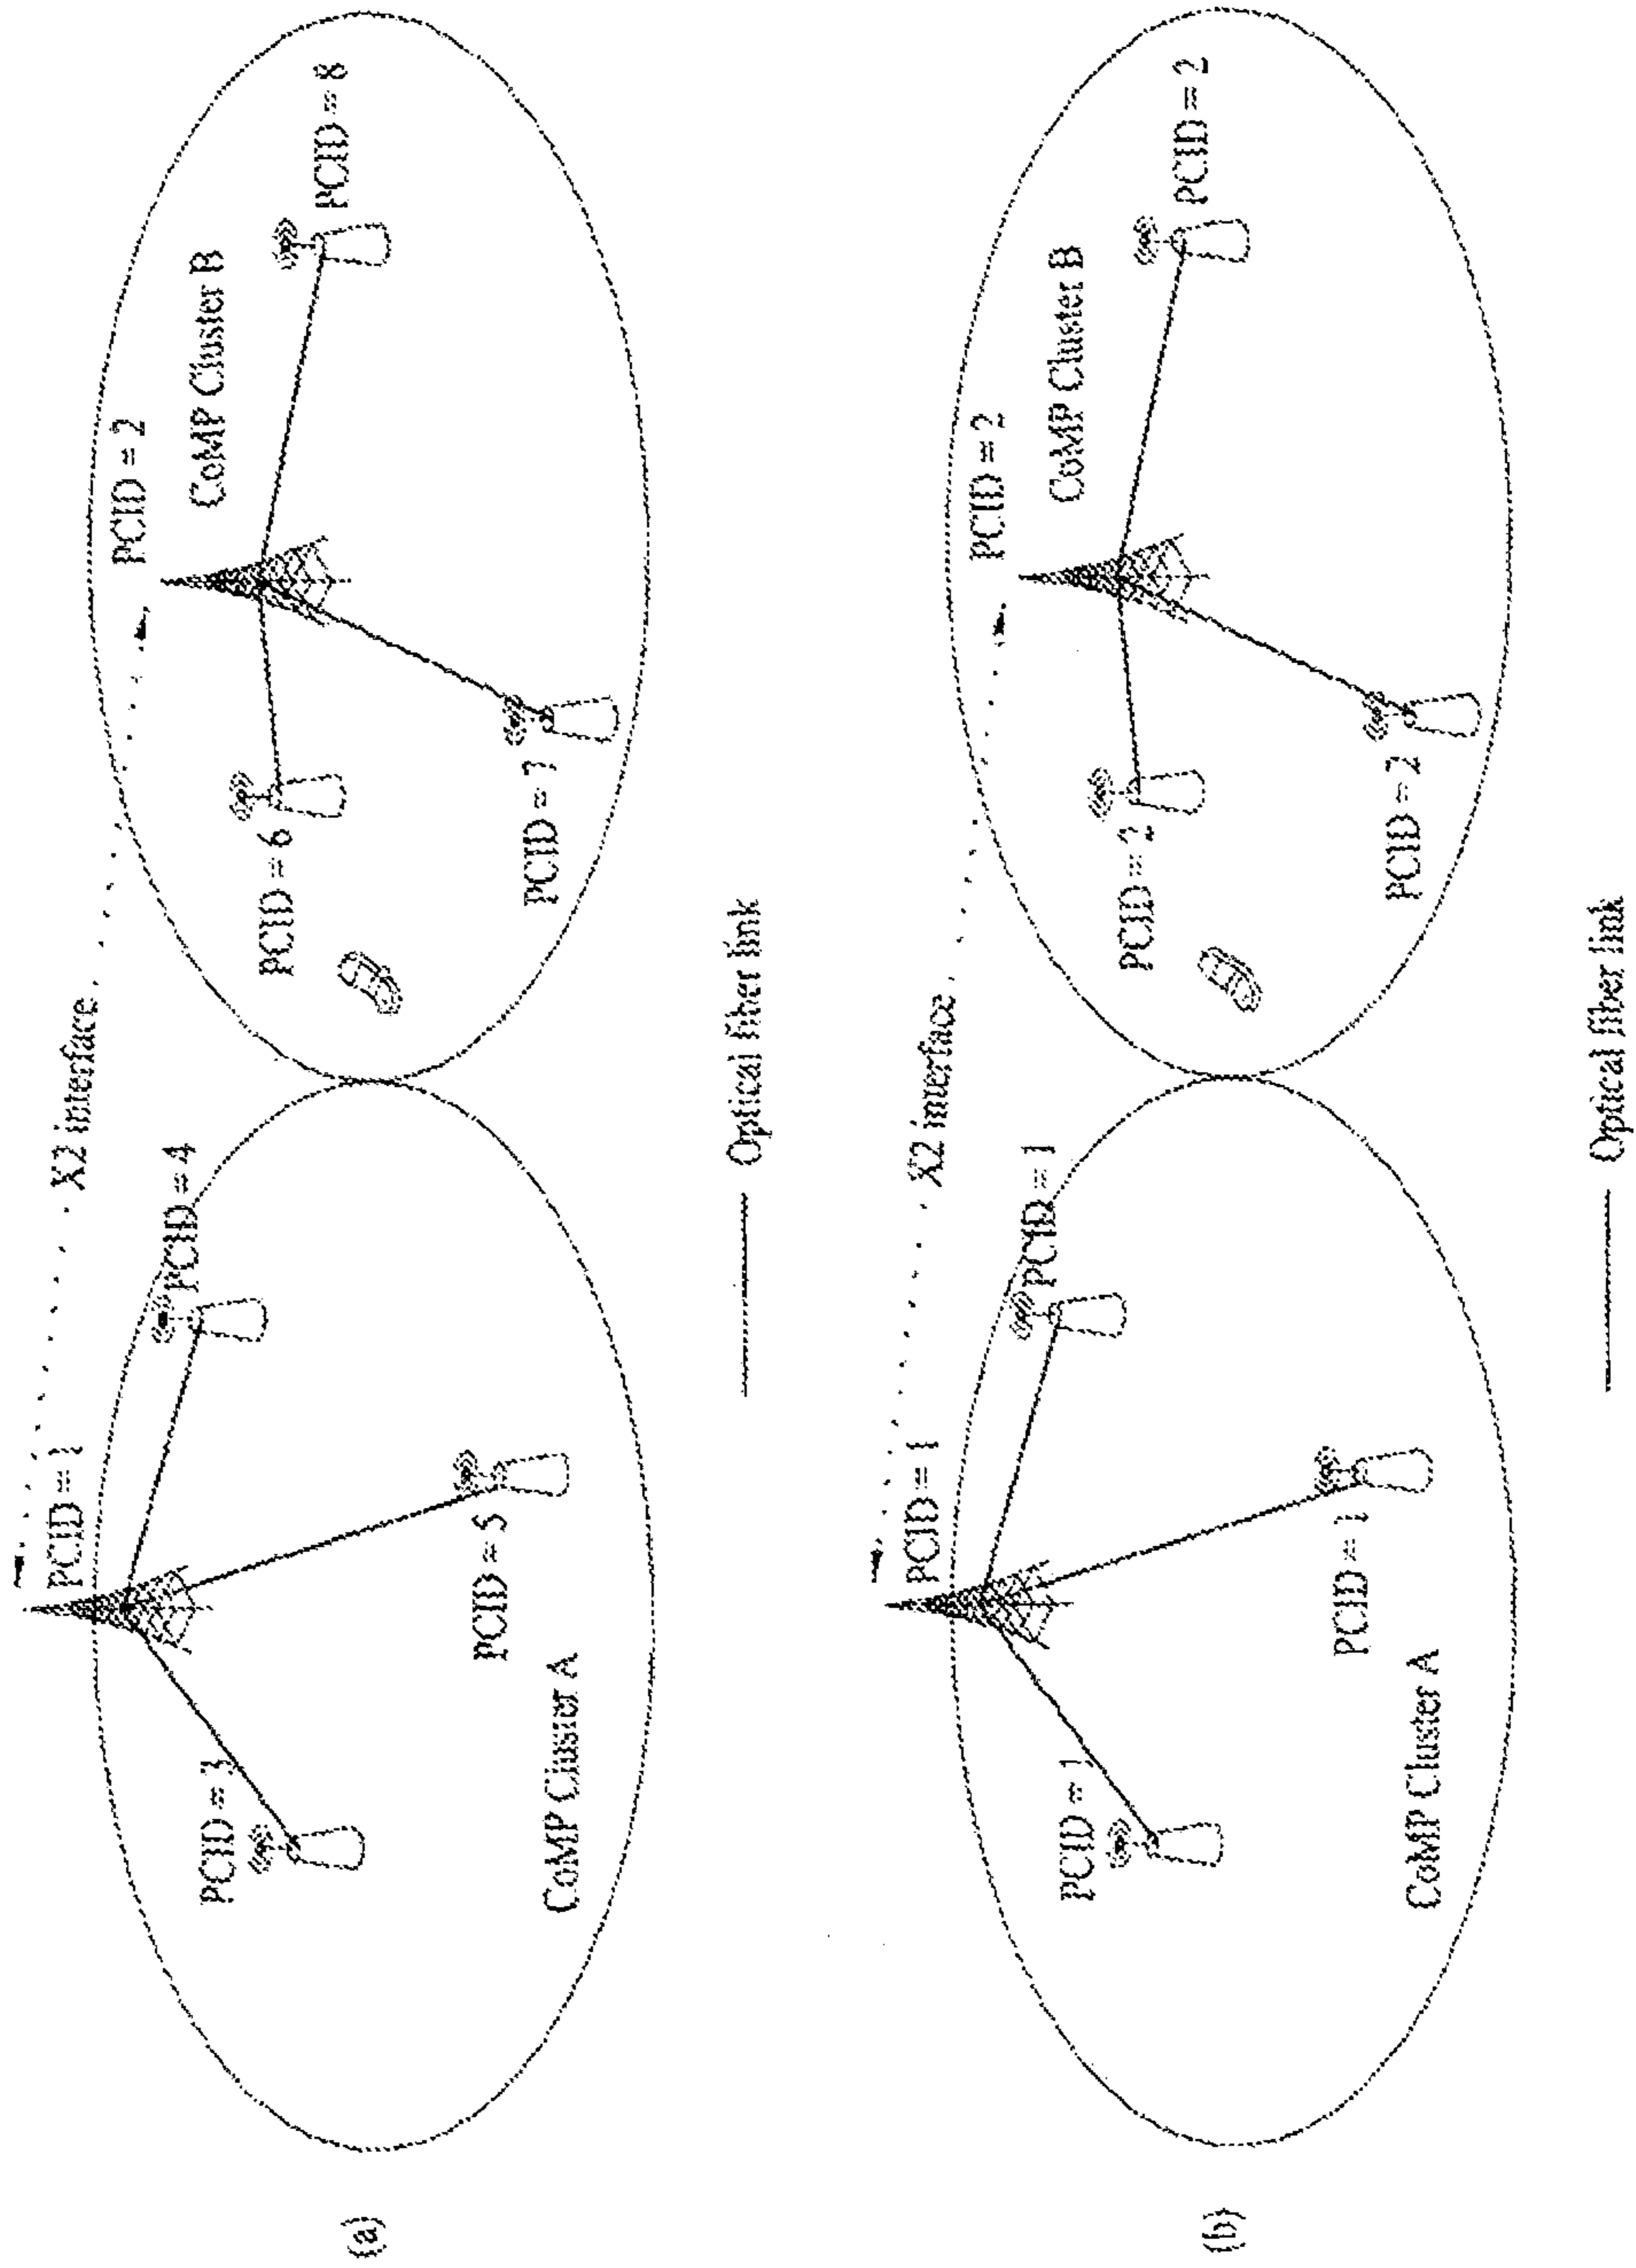 (a)
PCID = 1
X2 interface
PCID = 2
PCID = 3
PCID = 4
PCID = 5
CoMP Cluster A
PCID = 6
CoMP Cluster B
PCID = 8
PCID = 7
Optical fiber link
(b)
PCID = 1
X2 interface
PCID = 2
PCID = 1
PCID = 1
PCID = 1
CoMP Cluster A
PCID = 2
CoMP Cluster B
PCID = 2
PCID = 2
Optical fiber link